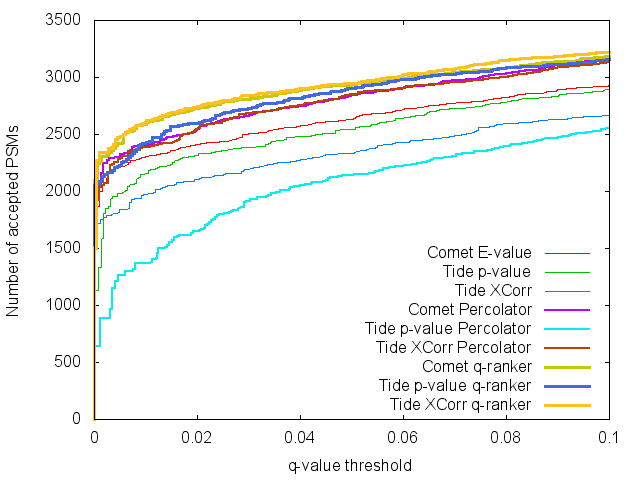 3500
3000
2500
2000
1500
1000
500
0
Number of accepted PSMs
Comet E-value
Tide p-value
Tide XCorr
Comet Percolator
Tide p-value Percolator
Tide XCorr Percolator
Comet q-ranker
Tide p-value q-ranker
Tide XCorr q-ranker
0 0.02 0.04 0.06 0.08 0.1
q-value threshold